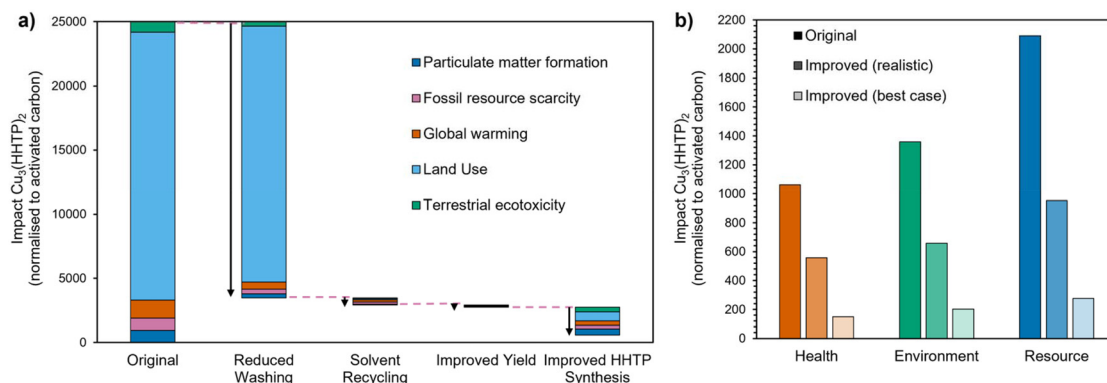 a)
Impact Cu3(HHTP)2
(normalised to activated carbon)
25000
20000
15000
10000
5000
0
Particulate matter formation
Fossil resource scarcity
Global warming
Land Use
Terrestrial ecotoxicity
Original
Reduced
Washing
Solvent
Recycling
Improved Yield
Improved HHTP
Synthesis
b)
Impact Cu3(HHTP)2
(normalised to activated carbon)
2200
2000
1800
1600
1400
1200
1000
800
600
400
200
0
Original
Improved (realistic)
Improved (best case)
Health
Environment
Resource